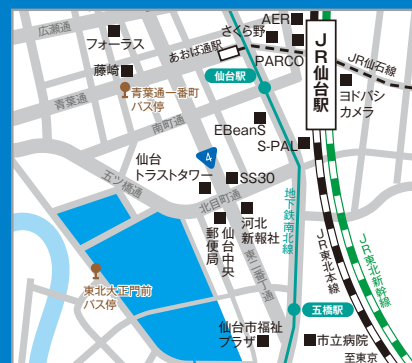 広瀬通
フォーラス
さくら野
AER
あおば通駅
PARCO
JR仙台駅
JR仙石線
藤崎
仙台駅
ヨドバシ
カメラ
青葉通
青葉通一番町
バス停
南町通
EBeanS
S-PAL
4
仙台
トラストタワー
SS30
五ツ橋通
北目町通
地下鉄南北線
河北
新報社
仙台中央
郵便局
東二番丁通
JR東北本線
JR東北新幹線
東北大正門前
バス停
五橋駅
仙台市福祉
プラザ
市立病院
至東京